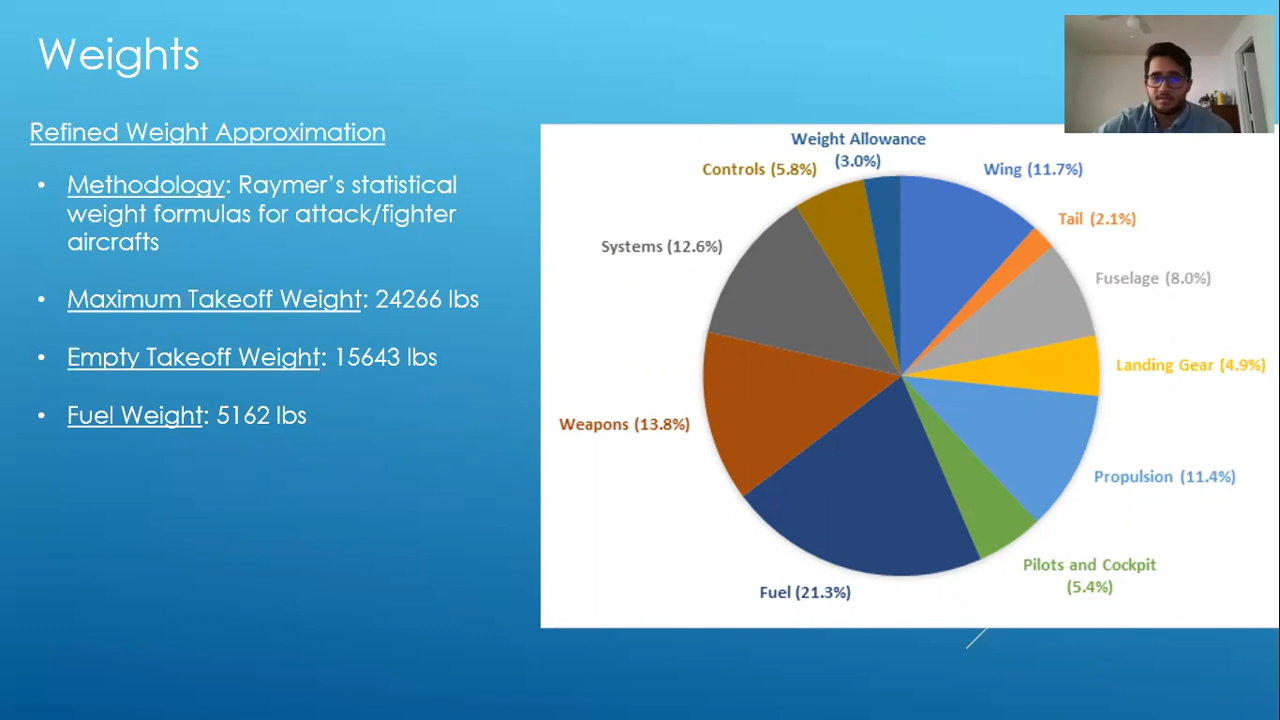 Weights
Refined Weight Approximation
• Methodology: Raymer's statistical
weight formulas for attack/fighter
aircrafts
• Maximum Takeoff Weight: 24266 lbs
• Empty Takeoff Weight: 15643 lbs
• Fuel Weight: 5162 lbs
Weight Allowance
(3.0%)
Controls (5.8%)
Wing (11.7%)
Tail (2.1%)
Systems (12.6%)
Fuselage (8.0%)
Landing Gear (4.9%)
Weapons (13.8%)
Propulsion (11.4%)
Pilots and Cockpit
(5.4%)
Fuel (21.3%)